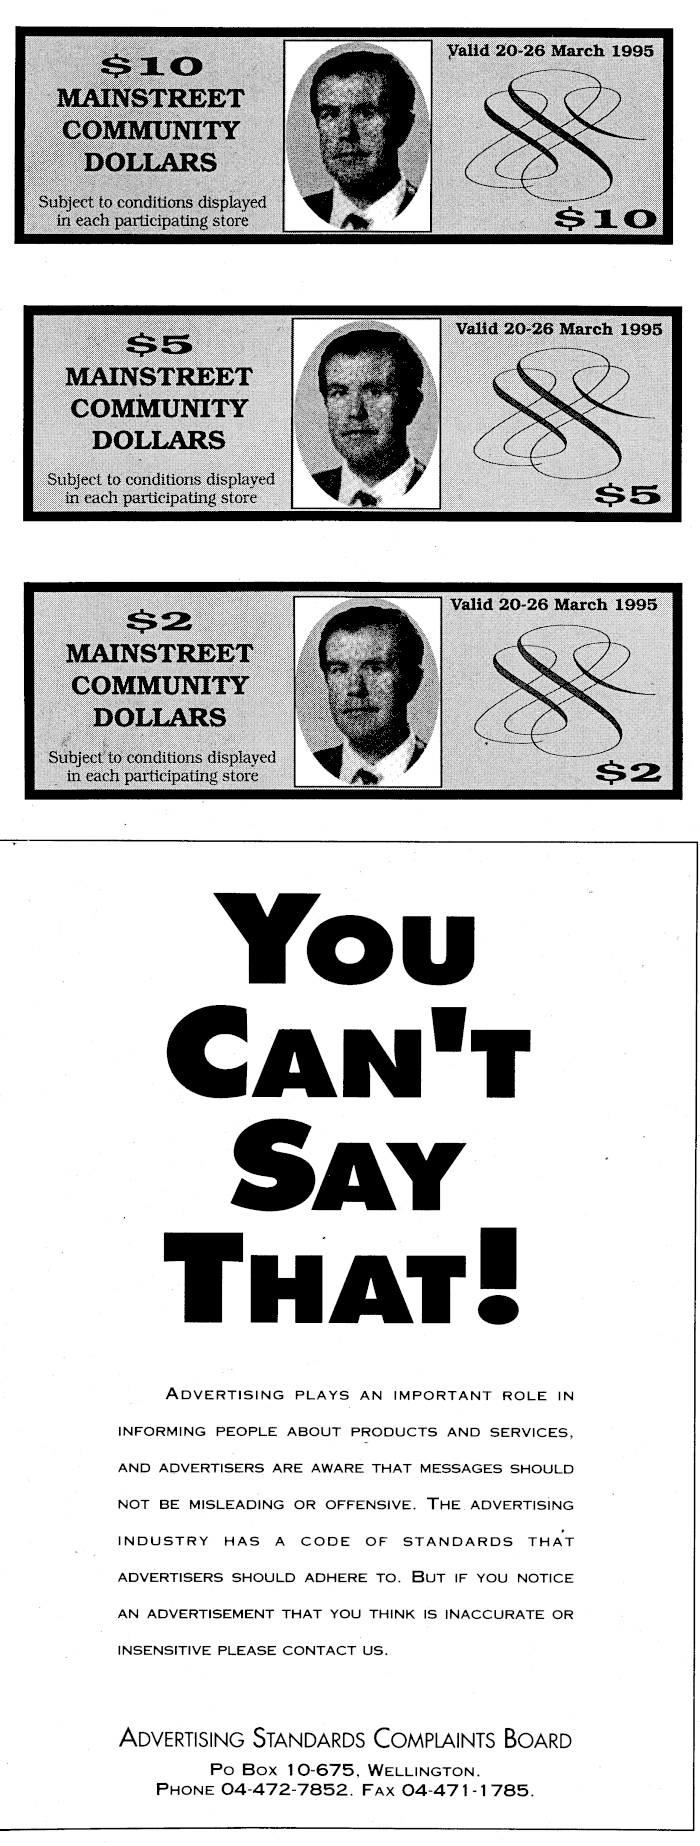 $10
MAINSTREET
COMMUNITY
DOLLARS
Subject to conditions displayed
in each participating store
Valid 20-26 March 1995
$10
$5
MAINSTREET
COMMUNITY
DOLLARS
Subject to conditions displayed
in each participating store
Valid 20-26 March 1995
$5
$2
MAINSTREET
COMMUNITY
DOLLARS
Subject to conditions displayed
in each participating store
Valid 20-26 March 1995
$2
YOU
CAN'T
SAY
THAT!
ADVERTISING PLAYS AN IMPORTANT ROLE IN
INFORMING PEOPLE ABOUT PRODUCTS AND SERVICES,
AND ADVERTISERS ARE AWARE THAT MESSAGES SHOULD
NOT BE MISLEADING OR OFFENSIVE. THE ADVERTISING
INDUSTRY HAS A CODE OF STANDARDS THAT
ADVERTISERS SHOULD ADHERE TO. BUT IF YOU NOTICE
AN ADVERTISEMENT THAT YOU THINK IS INACCURATE OR
INSENSITIVE PLEASE CONTACT US.
ADVERTISING STANDARDS COMPLAINTS BOARD
PO BOX 10-675, WELLINGTON.
PHONE 04-472-7852. FAX 04-471-1785.